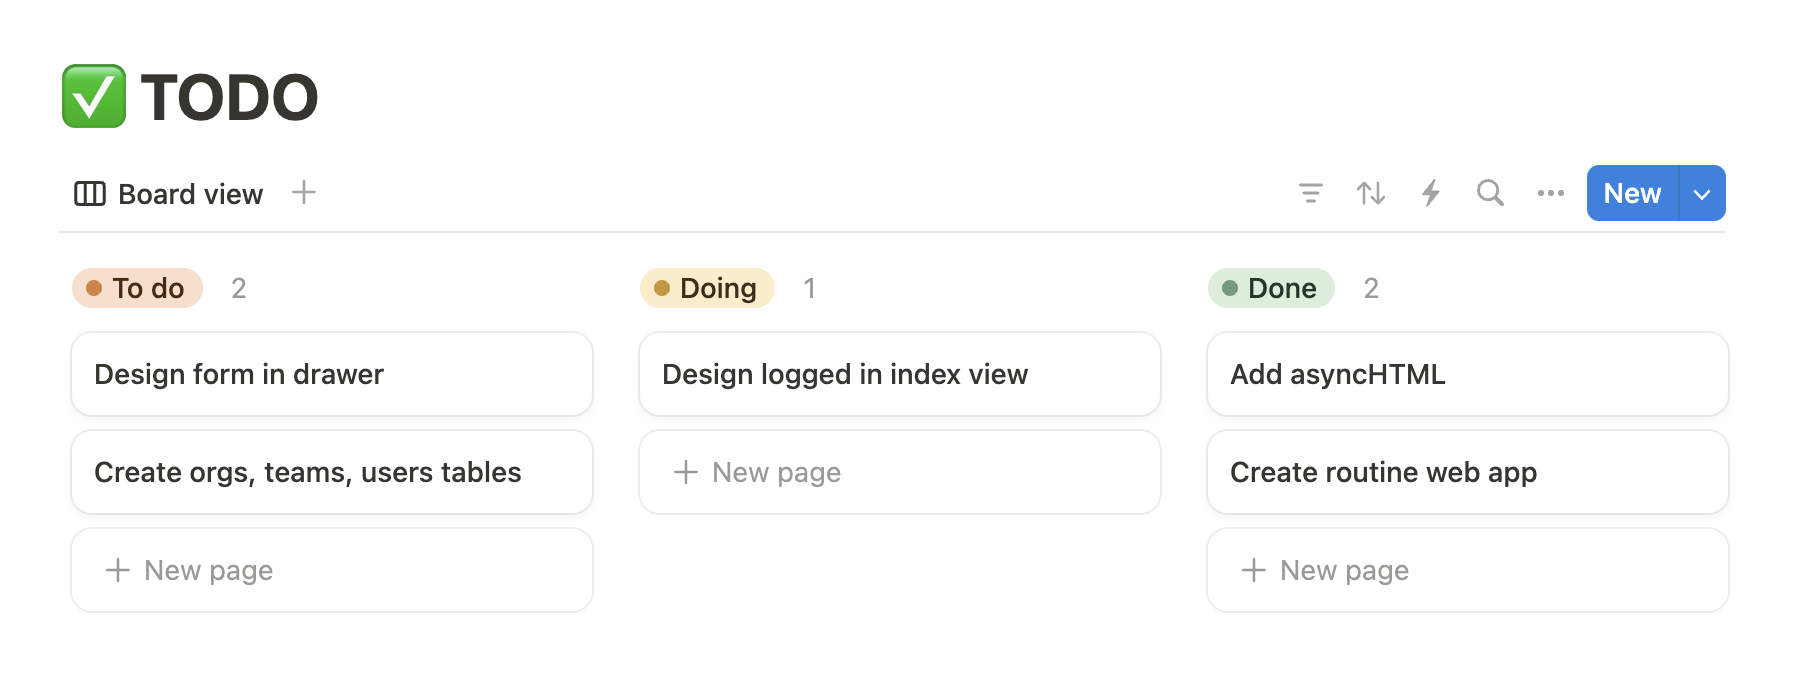 ✅ TODO
Board view
New
To do 2
Design form in drawer
Create orgs, teams, users tables
New page
Doing 1
Design logged in index view
New page
Done 2
Add asyncHTML
Create routine web app
New page